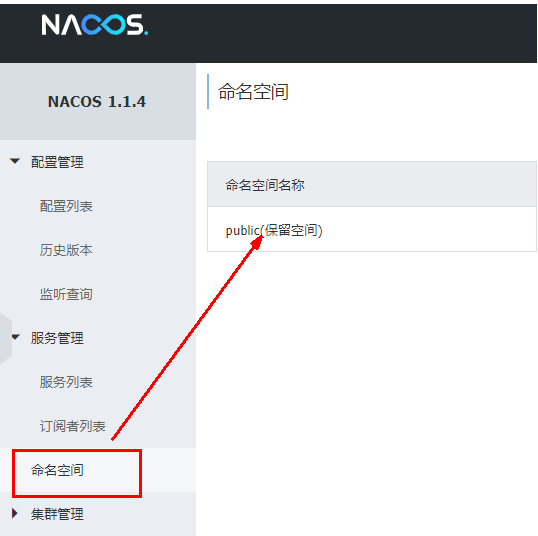 NACOS.
NACOS 1.1.4
配置管理
配置列表
历史版本
监听查询
服务管理
服务列表
订阅者列表
命名空间
集群管理
命名空间
命名空间名称
public(保留空间)